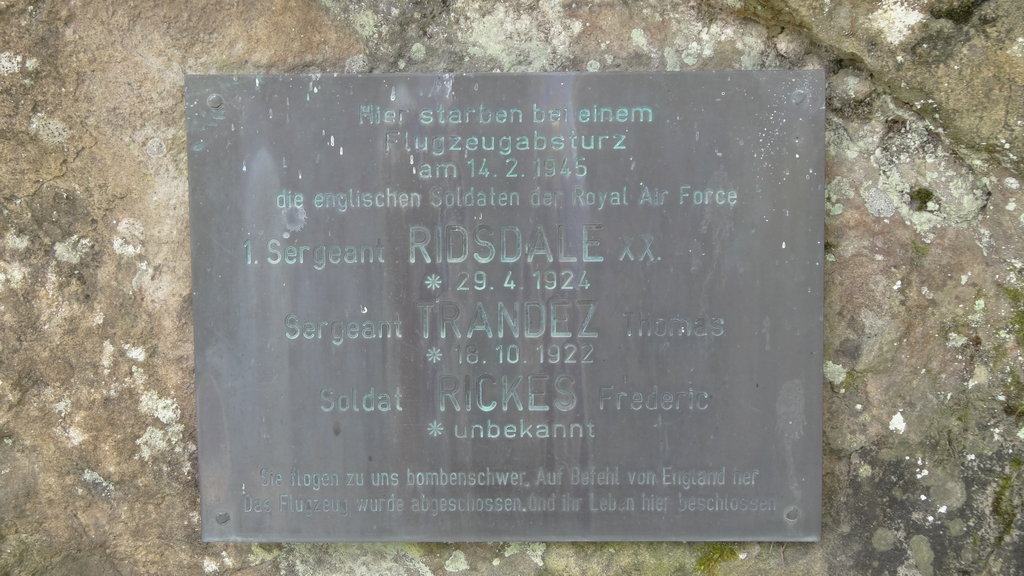 Hier starben bei einem
Flugzeugabsturz
am 14. 2. 1945
die englischen Soldaten der Royal Air Force
1. Sergeant RIDSDALE XX.
* 29. 4. 1924
Sergeant TRANDEZ Thomas
* 18. 10. 1922
Soldat RICKES Frederic
* unbekannt
Sie flogen zu uns bombenschwer. Auf Befehl von England her
Das Flugzeug wurde abgeschossen, und ihr Leben hier beschlossen